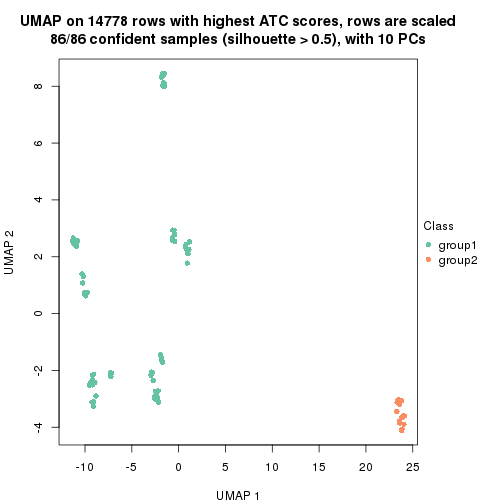 UMAP on 14778 rows with highest ATC scores, rows are scaled
86/86 confident samples (silhouette > 0.5), with 10 PCs
8
6
4
2
0
-2
-4
UMAP 2
-10
-5
0
5
10
15
20
25
UMAP 1
Class
group1
group2